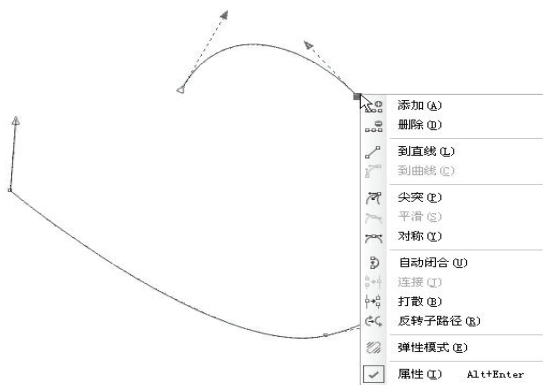 添加(A)
删除(D)
到直线(L)
到曲线(C)
尖突(P)
平滑(S)
对称(Y)
自动闭合(U)
连接(J)
打散(B)
反转子路径(R)
弹性模式(E)
属性(I) Alt+Enter